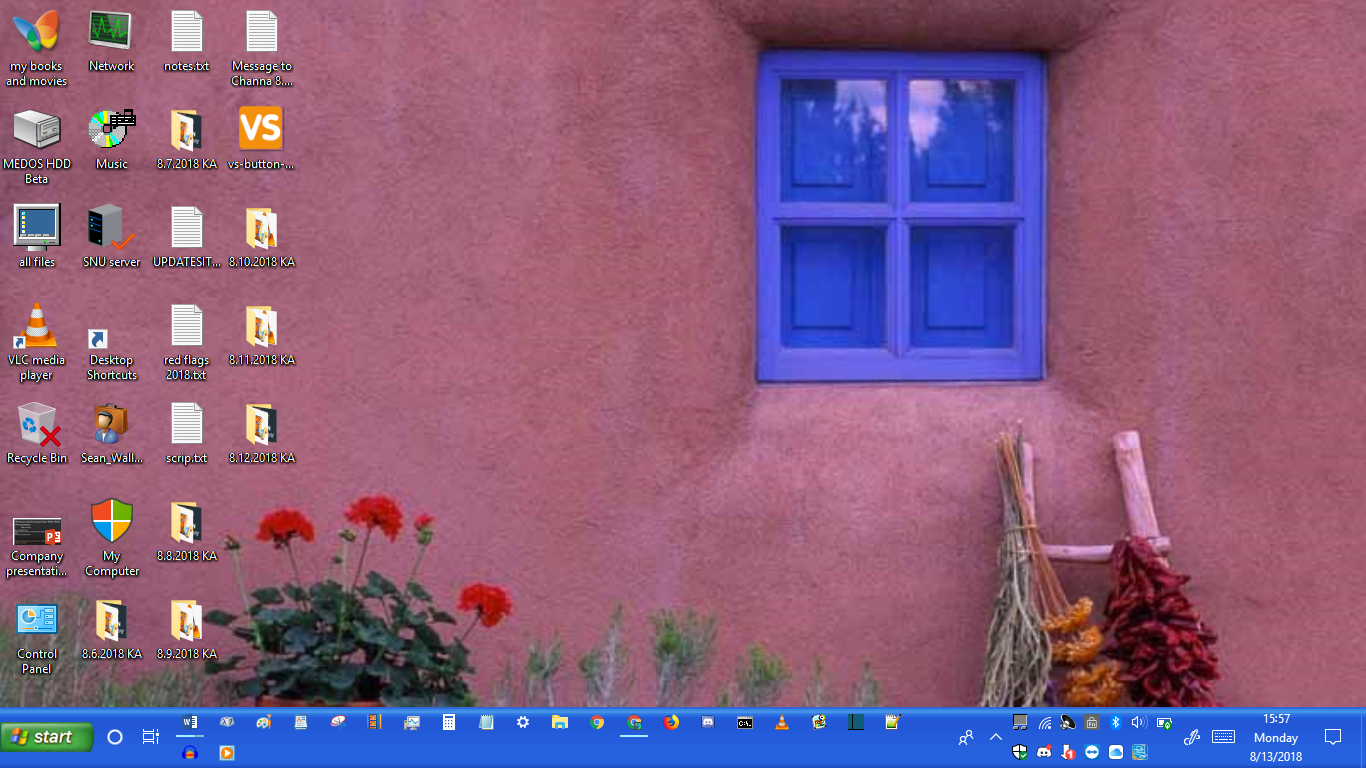 my books
and movies
Network
notes.txt
Message to
Channa 8....
MEDOS HDD
Beta
Music
8.7.2018 KA
VS
vs-button-...
all files
SNU server
UPDATESIT...
8.10.2018 KA
VLC media
player
Desktop
Shortcuts
red flags
2018.txt
8.11.2018 KA
Recycle Bin
Sean_Wall...
scrip.txt
8.12.2018 KA
Company
presentati...
My
Computer
8.8.2018 KA
Control
Panel
8.6.2018 KA
8.9.2018 KA
start
15:57
Monday
8/13/2018